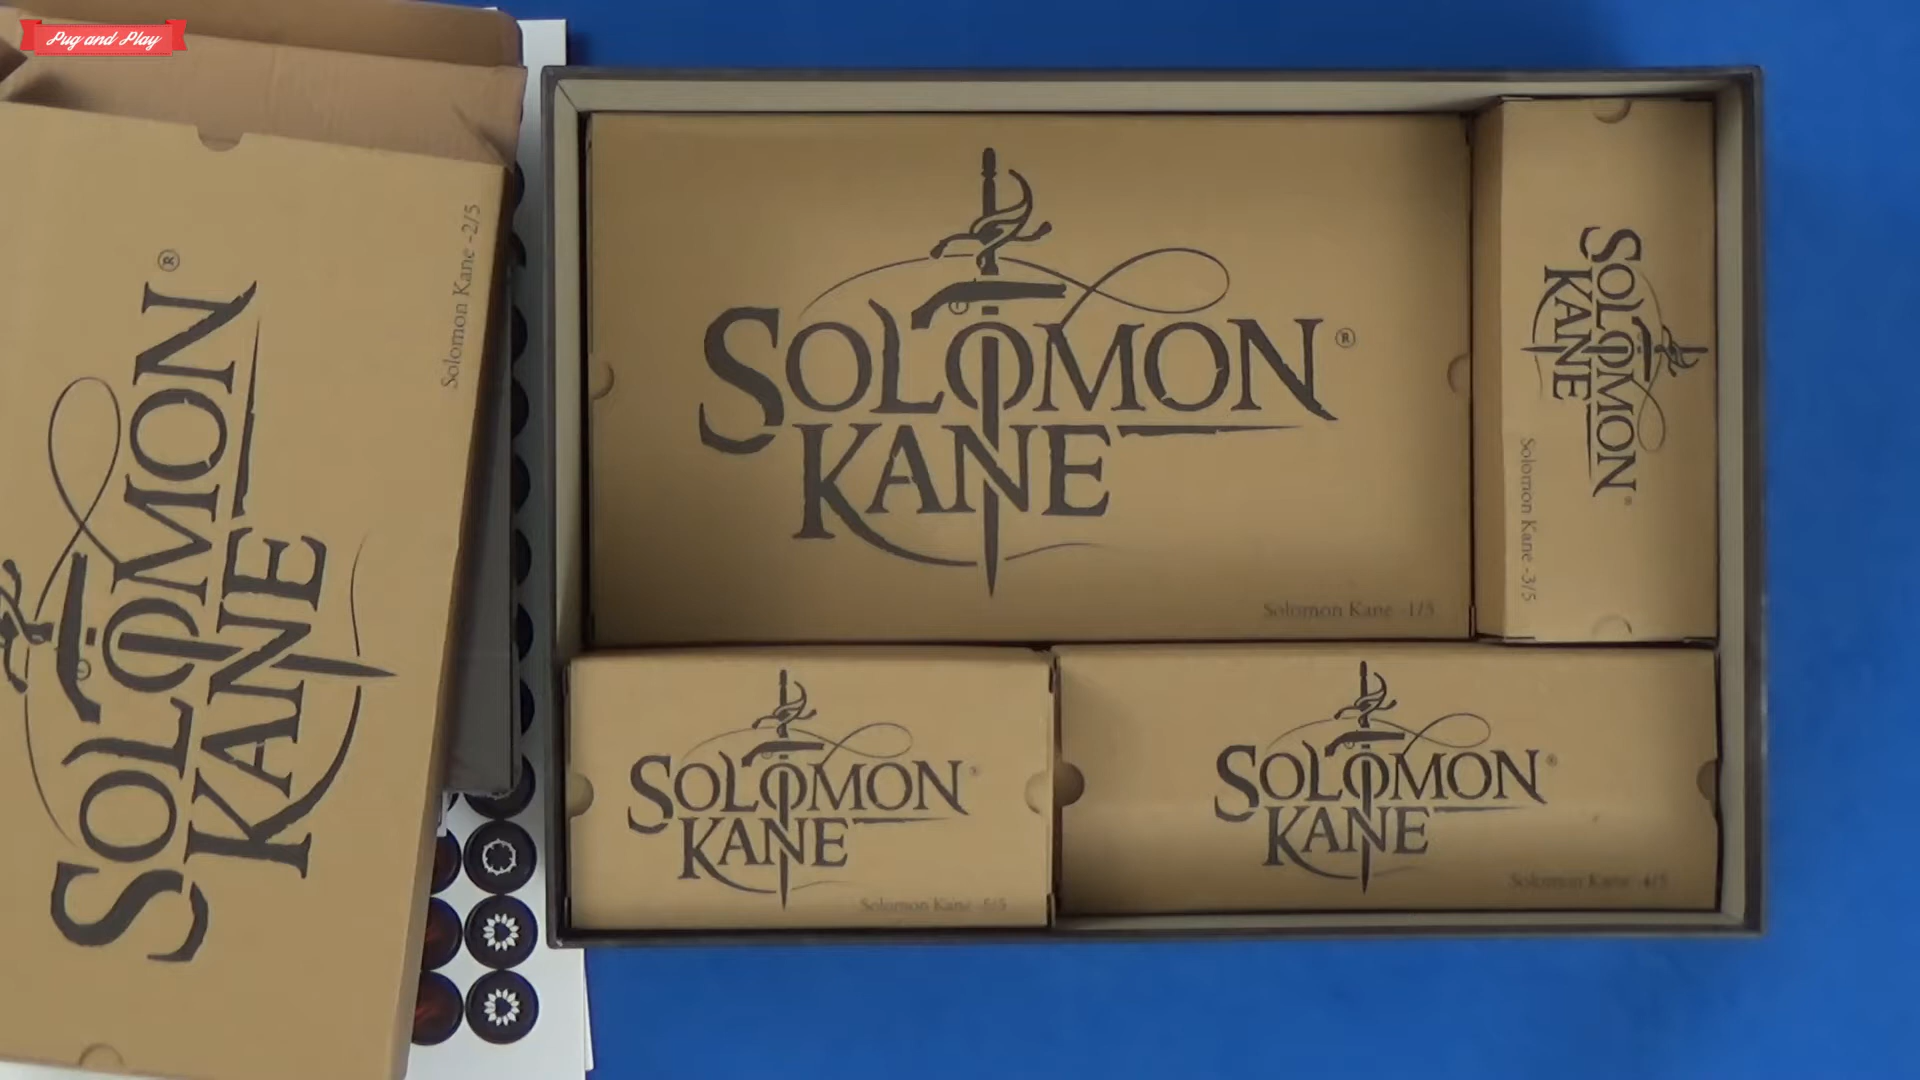 Pug and Play
SOLOMON
KANE
®
Solomon Kane -2/5
SOLOMON
KANE
®
Solomon Kane -1/5
SOLOMON
KANE
®
Solomon Kane -3/5
SOLOMON
KANE
®
Solomon Kane -5/5
SOLOMON
KANE
®
Solomon Kane -4/5